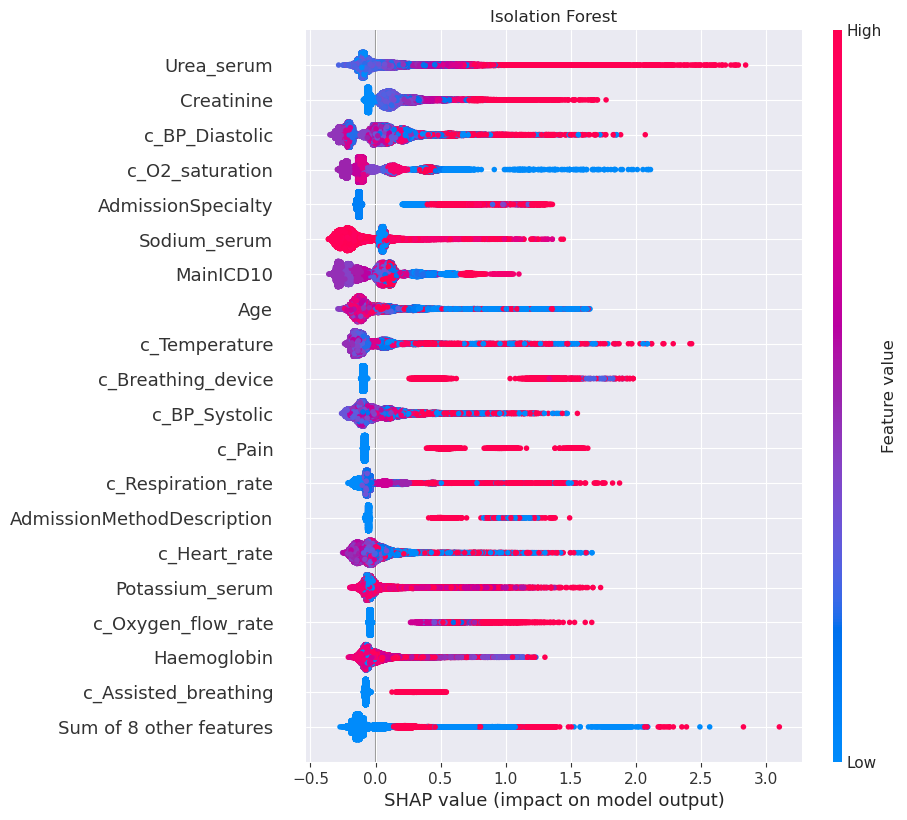 Isolation Forest
High
Urea_serum
Creatinine
c_BP_Diastolic
c_O2_saturation
AdmissionSpecialty
Sodium_serum
MainICD10
Age
c_Temperature
c_Breathing_device
c_BP_Systolic
c_Pain
c_Respiration_rate
AdmissionMethodDescription
c_Heart_rate
Potassium_serum
c_Oxygen_flow_rate
Haemoglobin
c_Assisted_breathing
Sum of 8 other features
Feature value
Low
−0.5 0.0 0.5 1.0 1.5 2.0 2.5 3.0
SHAP value (impact on model output)